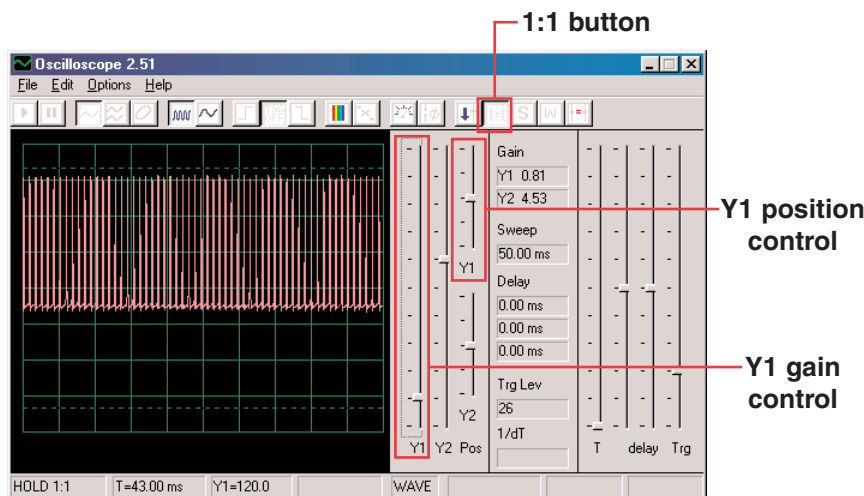 1:1 button
Oscilloscope 2.51
File Edit Options Help
Gain
Y1 0.81
Y2 4.53
Sweep
50.00 ms
Y1
Delay
0.00 ms
0.00 ms
0.00 ms
Trg Lev
26
Y2
1/dT
Y1 Y2 Pos
T delay Trg
HOLD 1:1 T=43.00 ms Y1=120.0 WAVE
Y1 position
control
Y1 gain
control